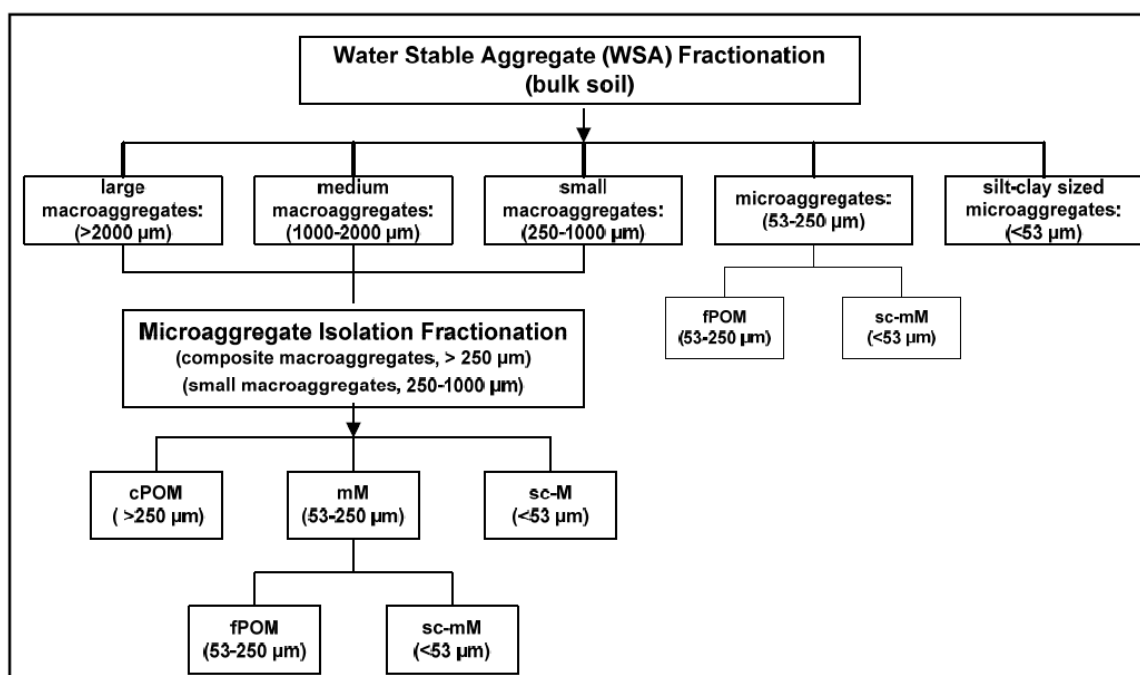 Water Stable Aggregate (WSA) Fractionation
(bulk soil)
large
macroaggregates:
(>2000 µm)
medium
macroaggregates:
(1000-2000 µm)
small
macroaggregates:
(250-1000 µm)
microaggregates:
(53-250 µm)
silt-clay sized
microaggregates:
(<53 µm)
fPOM
(53-250 µm)
sc-mM
(<53 µm)
Microaggregate Isolation Fractionation
(composite macroaggregates, > 250 µm)
(small macroaggregates, 250-1000 µm)
cPOM
( >250 µm)
mM
(53-250 µm)
sc-M
(<53 µm)
fPOM
(53-250 µm)
sc-mM
(<53 µm)